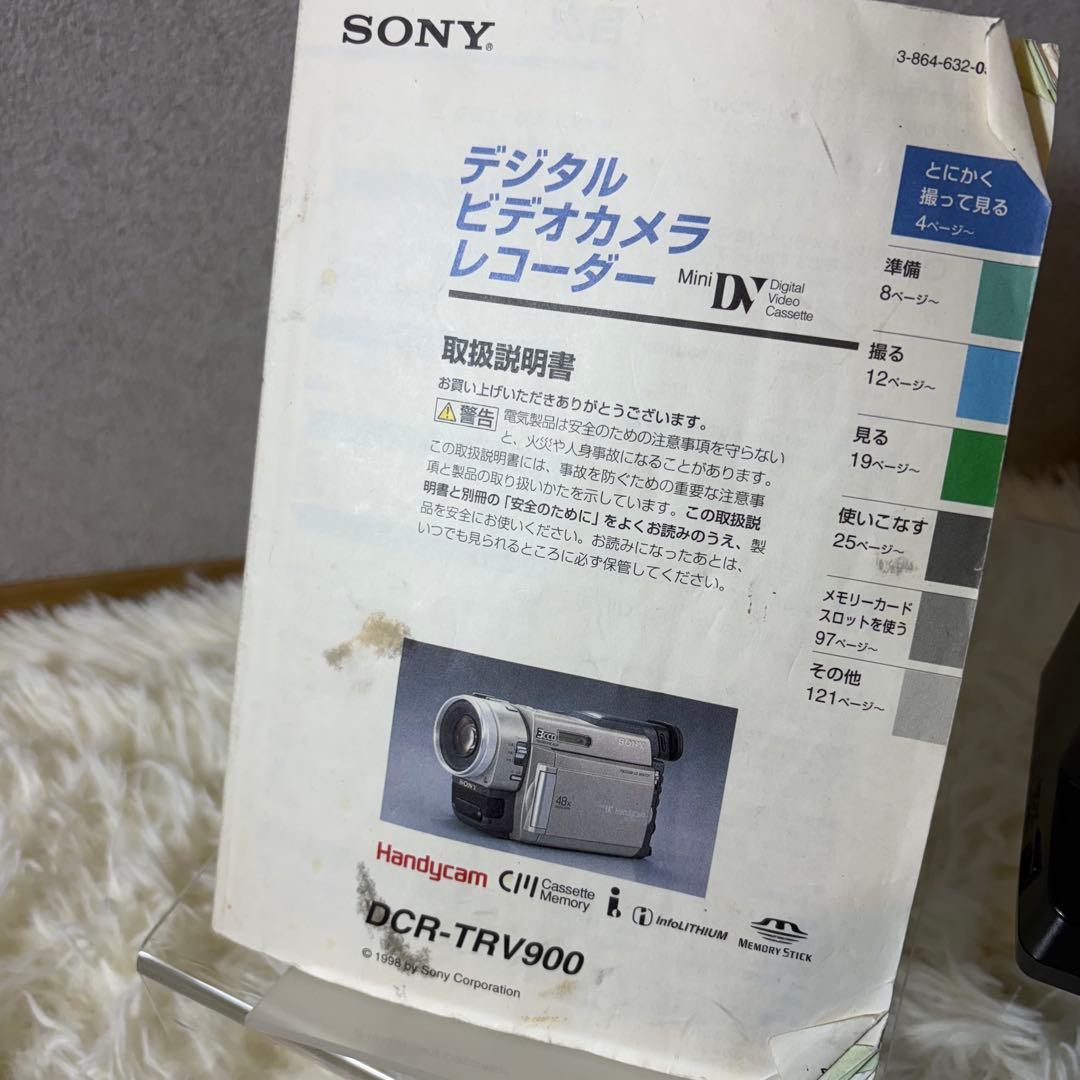 SONY®
3-864-632-0
デジタル
ビデオカメラ
レコーダー
Mini DV Digital
Video
Cassette
取扱説明書
お買い上げいただきありがとうございます。
警告 電気製品は安全のための注意事項を守らない
と、火災や人身事故になることがあります。
この取扱説明書には、事故を防ぐための重要な注意事
項と製品の取り扱いかたを示しています。この取扱説
明書と別冊の「安全のために」をよくお読みのうえ、製
品を安全にお使いください。お読みになったあとは、
いつでも見られるところに必ず保管してください。
とにかく
撮って見る
4ページ~
準備
8ページ~
撮る
12ページ~
見る
19ページ~
使いこなす
25ページ~
メモリーカード
スロットを使う
97ページ~
その他
121ページ~
3CCD
SONY
SONY
48x
Handycam
Handycam
Cassette
Memory
InfoLITHIUM
MEMORY STICK
DCR-TRV900
© 1998 by Sony Corporation